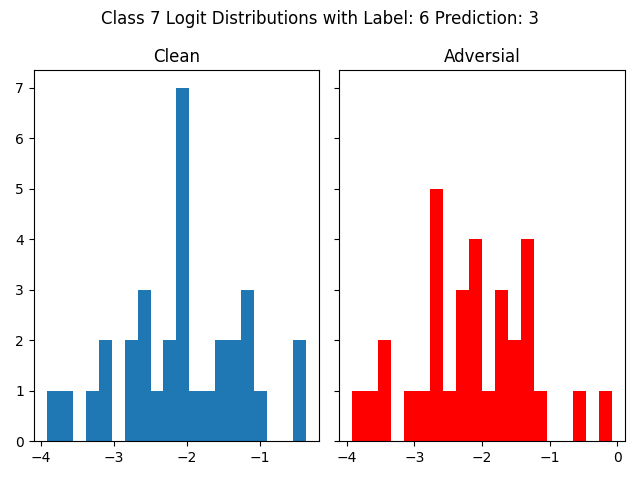 Class 7 Logit Distributions with Label: 6 Prediction: 3
Clean
Adversial
7
6
5
4
3
2
1
0
−4 −3 −2 −1
−4 −3 −2 −1 0